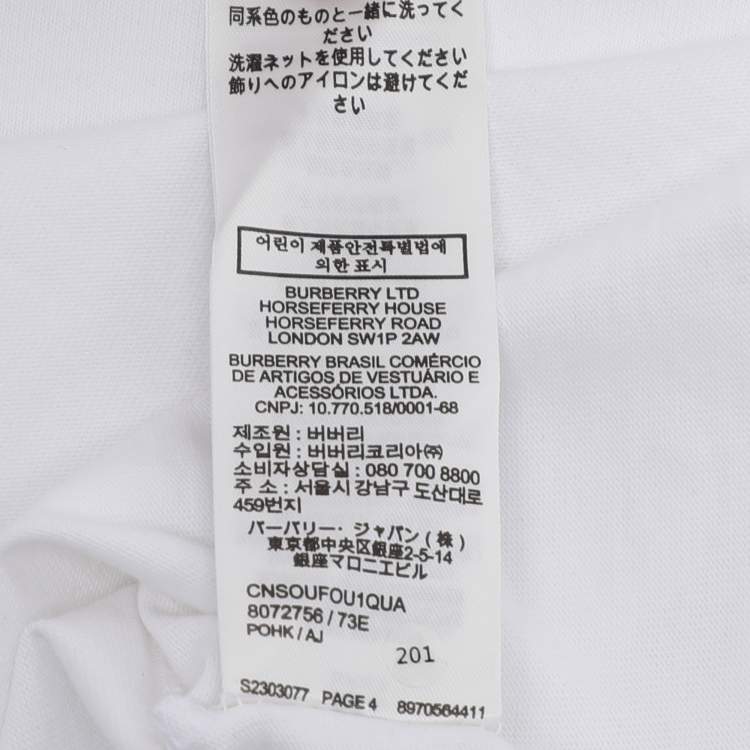 同系色のものと一緒に洗ってく
ださい
洗濯ネットを使用してください
飾りへのアイロンは避けてくだ
さい
어린이 제품안전특별법에
의한 표시
BURBERRY LTD
HORSEFERRY HOUSE
HORSEFERRY ROAD
LONDON SW1P 2AW
BURBERRY BRASIL COMÉRCIO
DE ARTIGOS DE VESTUÁRIO E
ACESSÓRIOS LTDA.
CNPJ: 10.770.518/0001-68
제조원 : 버버리
수입원 : 버버리코리아㈜
소비자상담실 : 080 700 8800
주 소 : 서울시 강남구 도산대로
459번지
バーバリー・ジャパン(株)
東京都中央区銀座2-5-14
銀座マロニエビル
CNSOUFOU1QUA
8072756 / 73E
POHK / AJ
201
S2303077 PAGE 4 8970564411